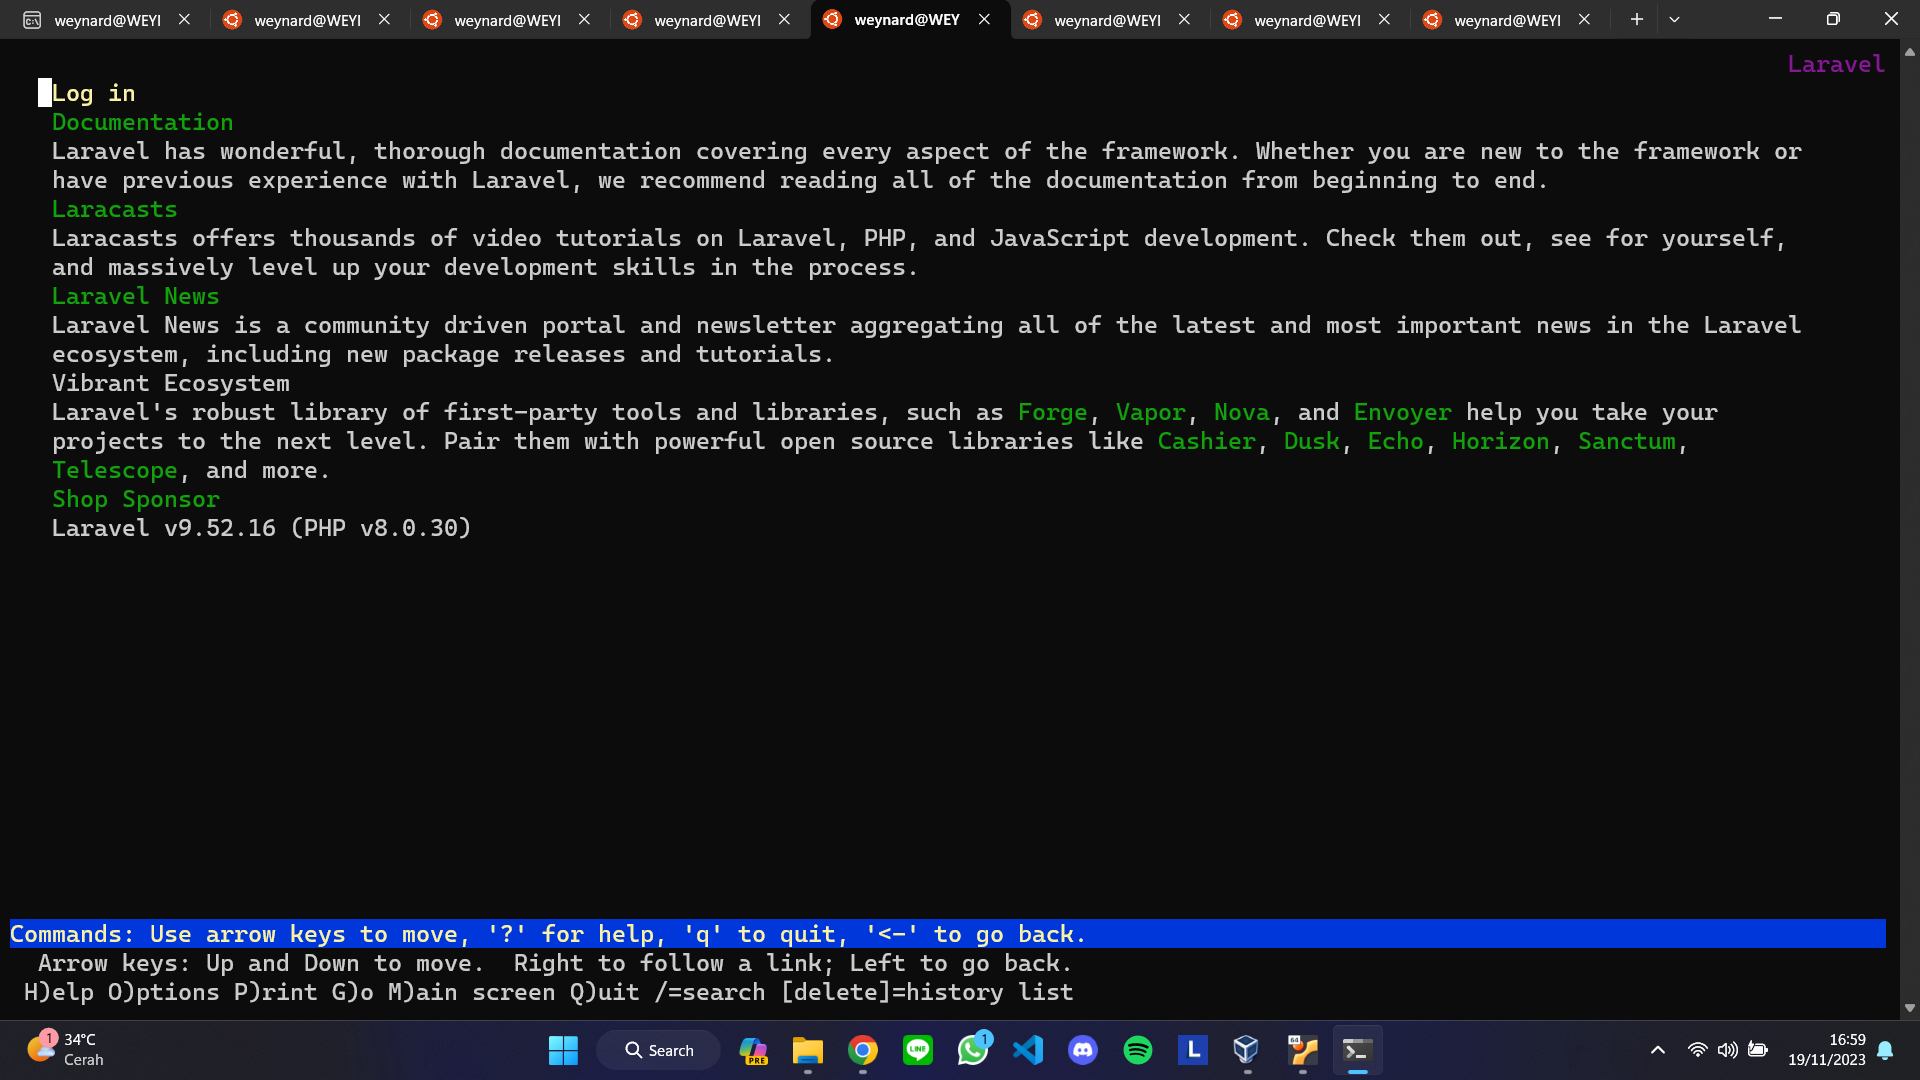 weynard@WEYI
weynard@WEYI
weynard@WEYI
weynard@WEYI
weynard@WEY
weynard@WEYI
weynard@WEYI
weynard@WEYI
Laravel
Log in
Documentation
Laravel has wonderful, thorough documentation covering every aspect of the framework. Whether you are new to the framework or
have previous experience with Laravel, we recommend reading all of the documentation from beginning to end.
Laracasts
Laracasts offers thousands of video tutorials on Laravel, PHP, and JavaScript development. Check them out, see for yourself,
and massively level up your development skills in the process.
Laravel News
Laravel News is a community driven portal and newsletter aggregating all of the latest and most important news in the Laravel
ecosystem, including new package releases and tutorials.
Vibrant Ecosystem
Laravel's robust library of first-party tools and libraries, such as Forge, Vapor, Nova, and Envoyer help you take your
projects to the next level. Pair them with powerful open source libraries like Cashier, Dusk, Echo, Horizon, Sanctum,
Telescope, and more.
Shop Sponsor
Laravel v9.52.16 (PHP v8.0.30)
Commands: Use arrow keys to move, '?' for help, 'q' to quit, '<-' to go back.
Arrow keys: Up and Down to move.  Right to follow a link; Left to go back.
H)elp O)ptions P)rint G)o M)ain screen Q)uit /=search [delete]=history list
1
34°C
Cerah
Search
PRE
LINE
1
L
64
16:59
19/11/2023